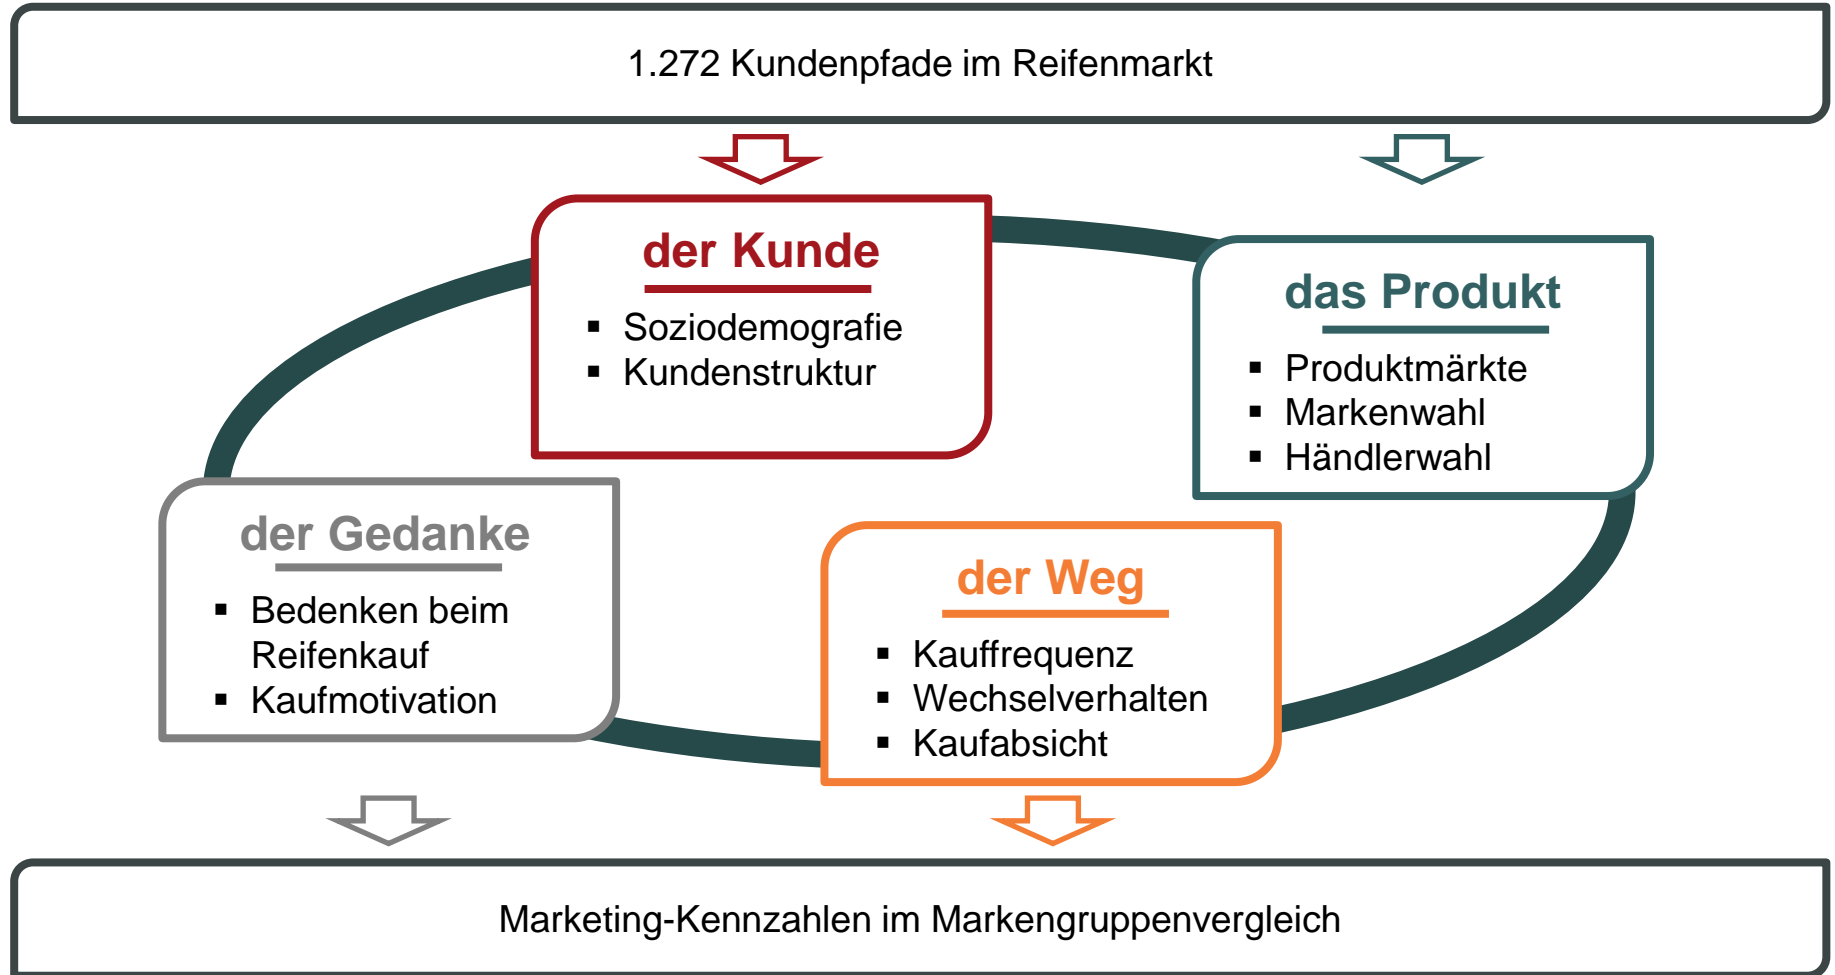 1.272 Kundenpfade im Reifenmarkt
der Kunde
▪ Soziodemografie
▪ Kundenstruktur
das Produkt
▪ Produktmärkte
▪ Markenwahl
▪ Händlerwahl
der Gedanke
▪ Bedenken beim
Reifenkauf
▪ Kaufmotivation
der Weg
▪ Kauffrequenz
▪ Wechselverhalten
▪ Kaufabsicht
Marketing-Kennzahlen im Markengruppenvergleich